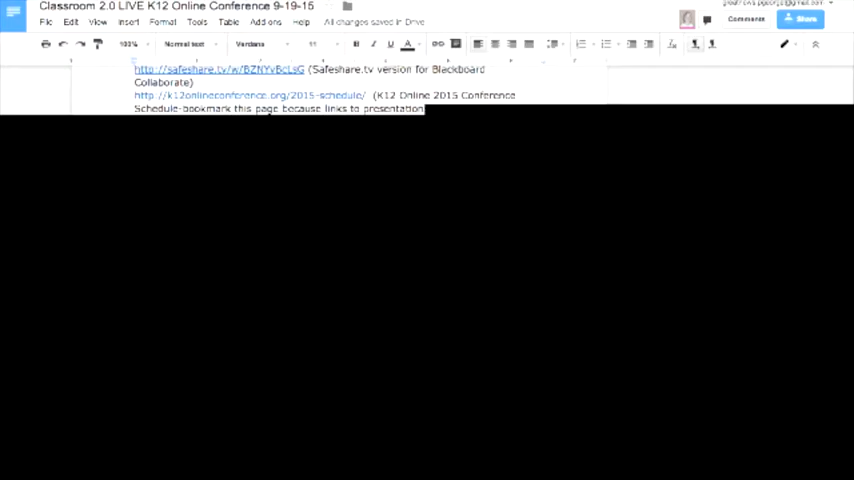 Classroom 2.0 LIVE K12 Online Conference 9-19-15
File Edit View Insert Format Tools Table Add-ons Help All changes saved in Drive
Comments Share
100% Normal text Verdana 11 B I U A
http://safeshare.tv/w/BZNYvBcLsG (Safeshare.tv version for Blackboard
Collaborate)
http://k12onlineconference.org/2015-schedule/ (K12 Online 2015 Conference
Schedule-bookmark this page because links to presentation